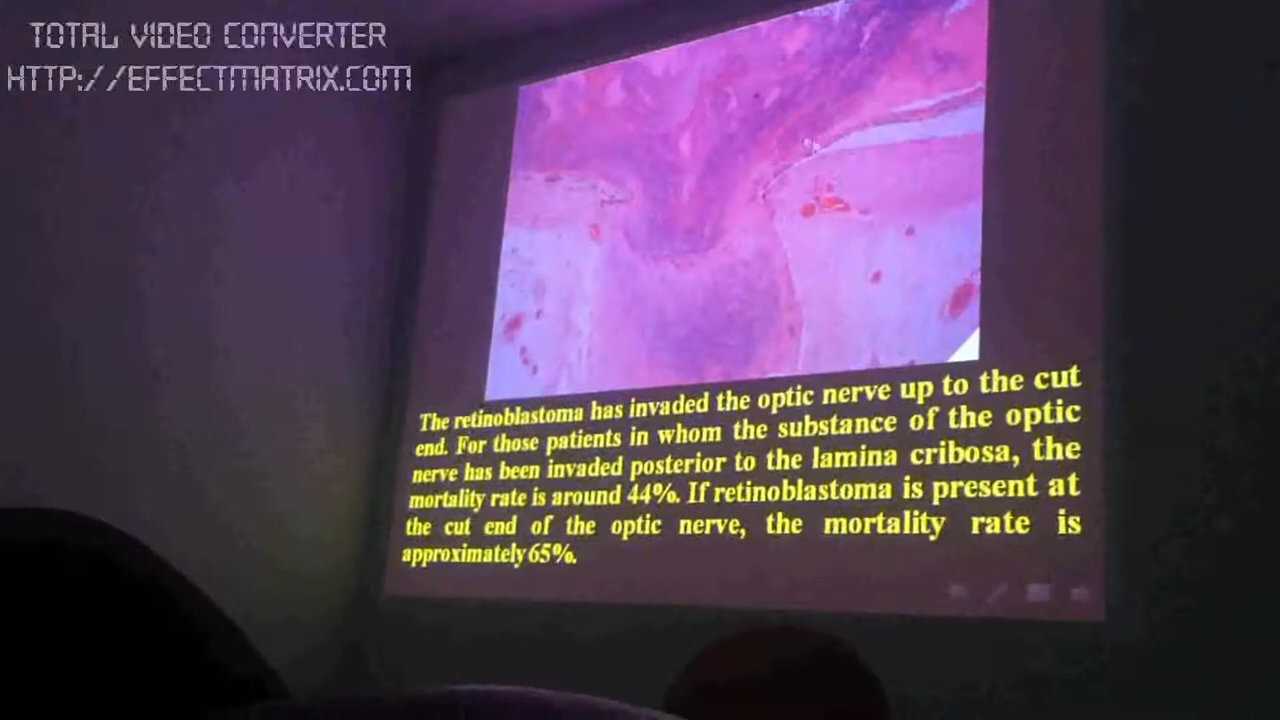 TOTAL VIDEO CONVERTER
HTTP://EFFECTMATRIX.COM
The retinoblastoma has invaded the optic nerve up to the cut
end. For those patients in whom the substance of the optic
nerve has been invaded posterior to the lamina cribosa, the
mortality rate is around 44%. If retinoblastoma is present at
the cut end of the optic nerve, the mortality rate is
approximately 65%.